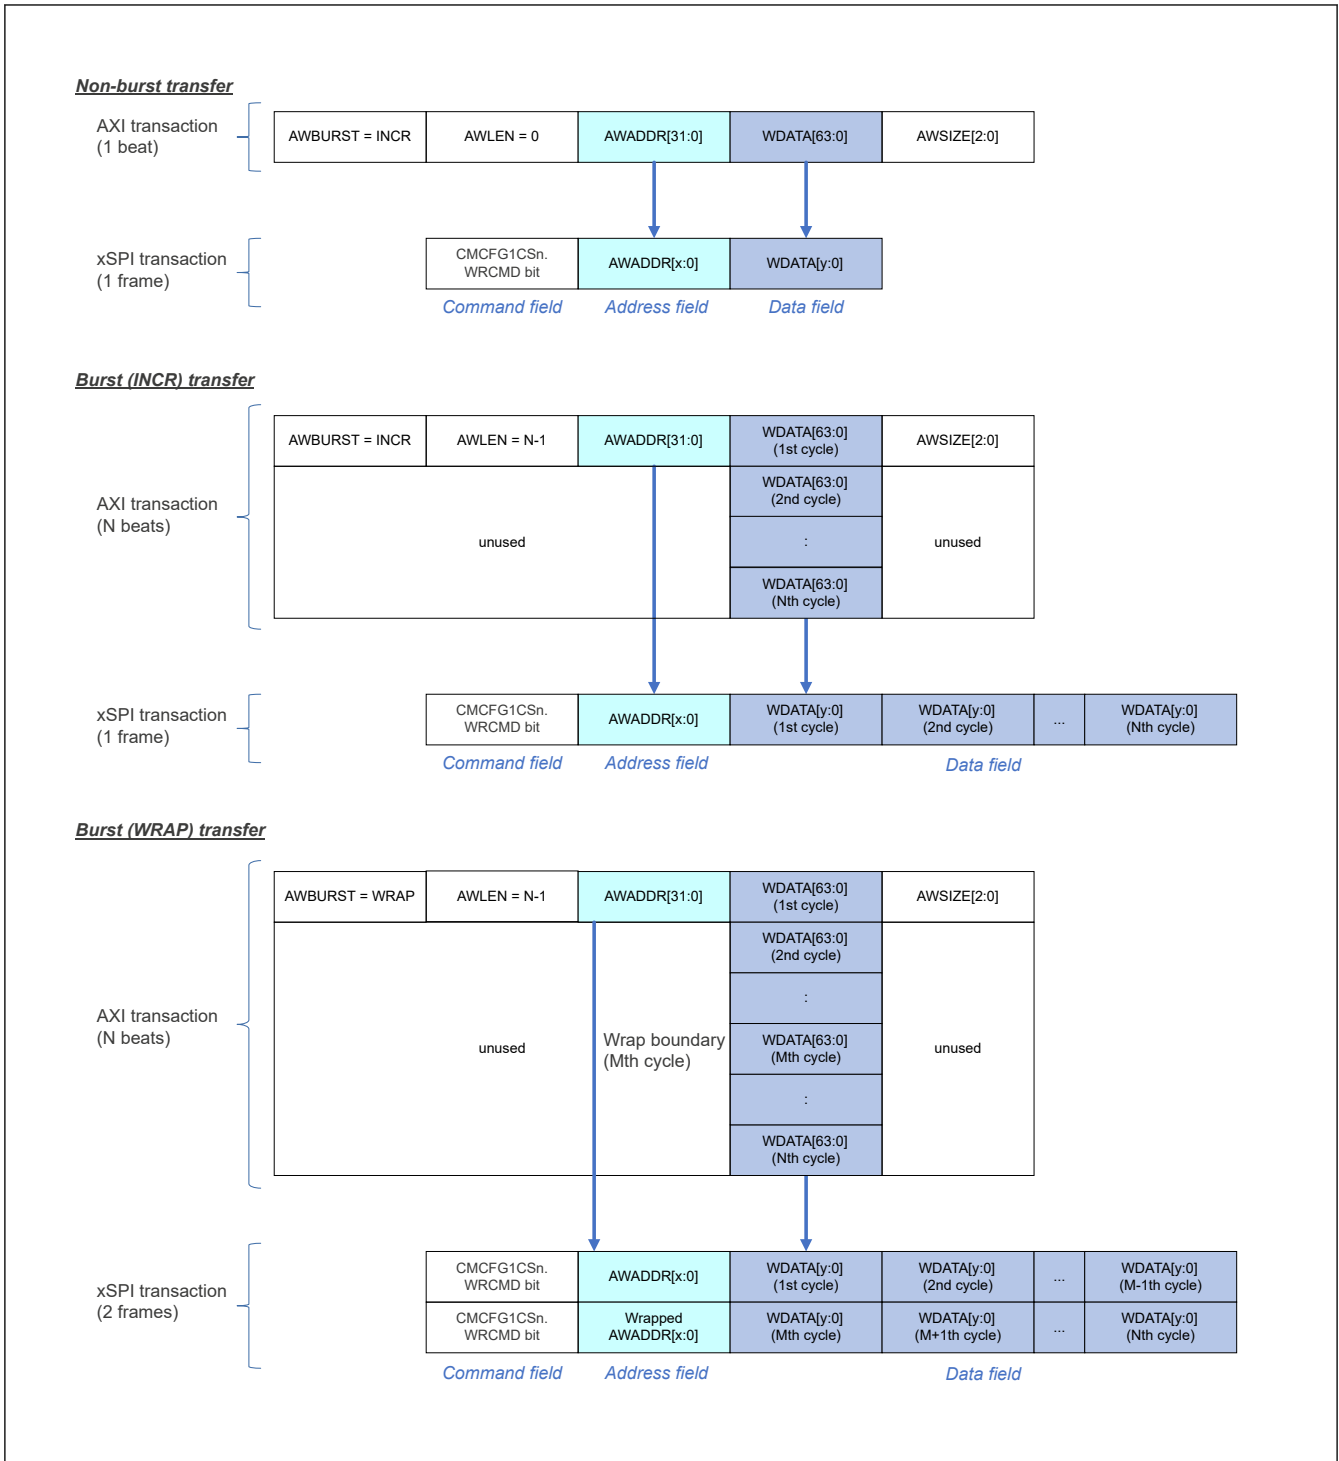 Non-burst transfer
AXI transaction
(1 beat)
AWBURST = INCR
AWLEN = 0
AWADDR[31:0]
WDATA[63:0]
AWSIZE[2:0]
xSPI transaction
(1 frame)
CMCFG1CSn.
WRCMD bit
AWADDR[x:0]
WDATA[y:0]
Command field
Address field
Data field
Burst (INCR) transfer
AXI transaction
(N beats)
AWBURST = INCR
AWLEN = N-1
AWADDR[31:0]
WDATA[63:0]
(1st cycle)
AWSIZE[2:0]
WDATA[63:0]
(2nd cycle)
unused
:
unused
WDATA[63:0]
(Nth cycle)
xSPI transaction
(1 frame)
CMCFG1CSn.
WRCMD bit
AWADDR[x:0]
WDATA[y:0]
(1st cycle)
WDATA[y:0]
(2nd cycle)
...
WDATA[y:0]
(Nth cycle)
Command field
Address field
Data field
Burst (WRAP) transfer
AXI transaction
(N beats)
AWBURST = WRAP
AWLEN = N-1
AWADDR[31:0]
WDATA[63:0]
(1st cycle)
AWSIZE[2:0]
WDATA[63:0]
(2nd cycle)
:
unused
Wrap boundary
(Mth cycle)
WDATA[63:0]
(Mth cycle)
unused
:
WDATA[63:0]
(Nth cycle)
xSPI transaction
(2 frames)
CMCFG1CSn.
WRCMD bit
AWADDR[x:0]
WDATA[y:0]
(1st cycle)
WDATA[y:0]
(2nd cycle)
...
WDATA[y:0]
(M-1th cycle)
CMCFG1CSn.
WRCMD bit
Wrapped
AWADDR[x:0]
WDATA[y:0]
(Mth cycle)
WDATA[y:0]
(M+1th cycle)
...
WDATA[y:0]
(Nth cycle)
Command field
Address field
Data field